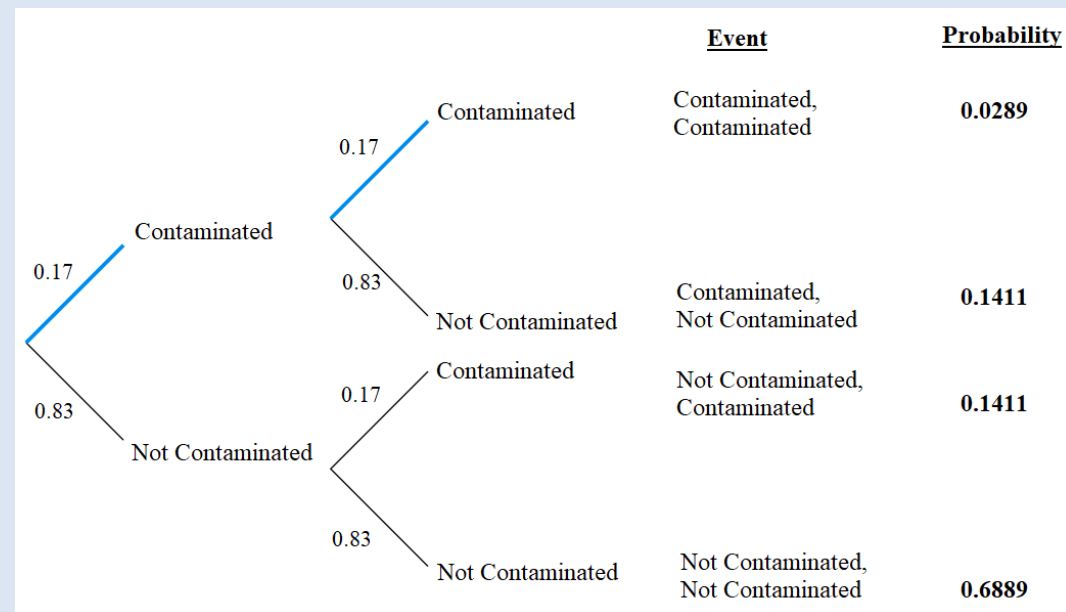 Event Probability
Contaminated
Contaminated,
Contaminated
0.0289
0.17
Contaminated
0.17
0.83
Not Contaminated
Contaminated,
Not Contaminated
0.1411
Contaminated
Not Contaminated,
Contaminated
0.1411
0.17
0.83
Not Contaminated
0.83
Not Contaminated
Not Contaminated,
Not Contaminated
0.6889